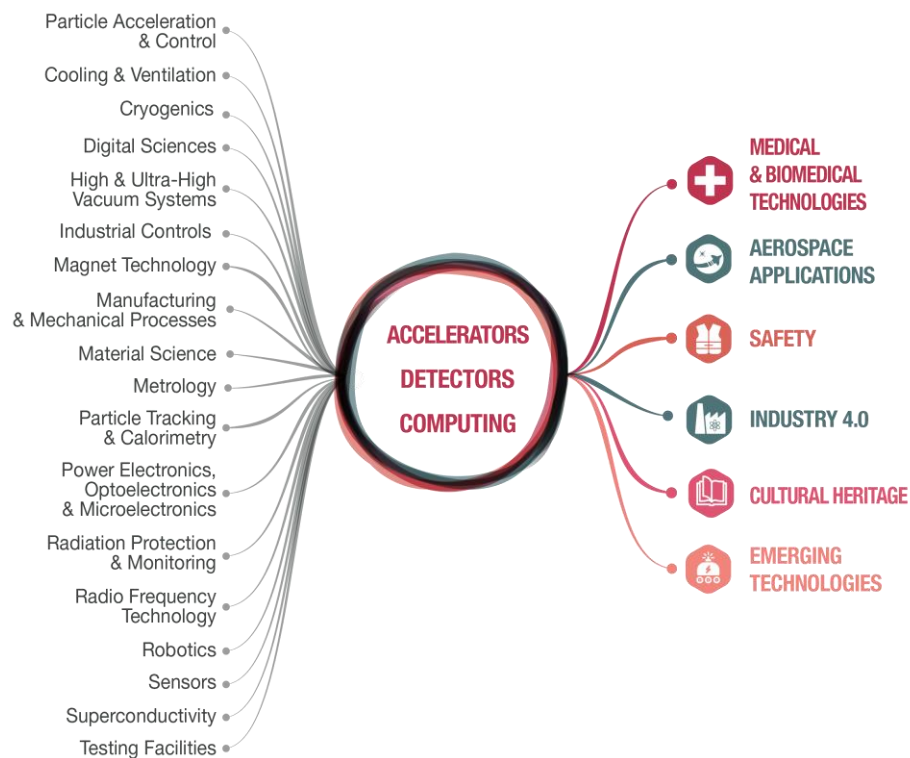 Particle Acceleration
& Control
Cooling & Ventilation
Cryogenics
Digital Sciences
High & Ultra-High
Vacuum Systems
Industrial Controls
Magnet Technology
Manufacturing
& Mechanical Processes
Material Science
Metrology
Particle Tracking
& Calorimetry
Power Electronics,
Optoelectronics
& Microelectronics
Radiation Protection
& Monitoring
Radio Frequency
Technology
Robotics
Sensors
Superconductivity
Testing Facilities
ACCELERATORS
DETECTORS
COMPUTING
MEDICAL
& BIOMEDICAL
TECHNOLOGIES
AEROSPACE
APPLICATIONS
SAFETY
INDUSTRY 4.0
CULTURAL HERITAGE
EMERGING
TECHNOLOGIES